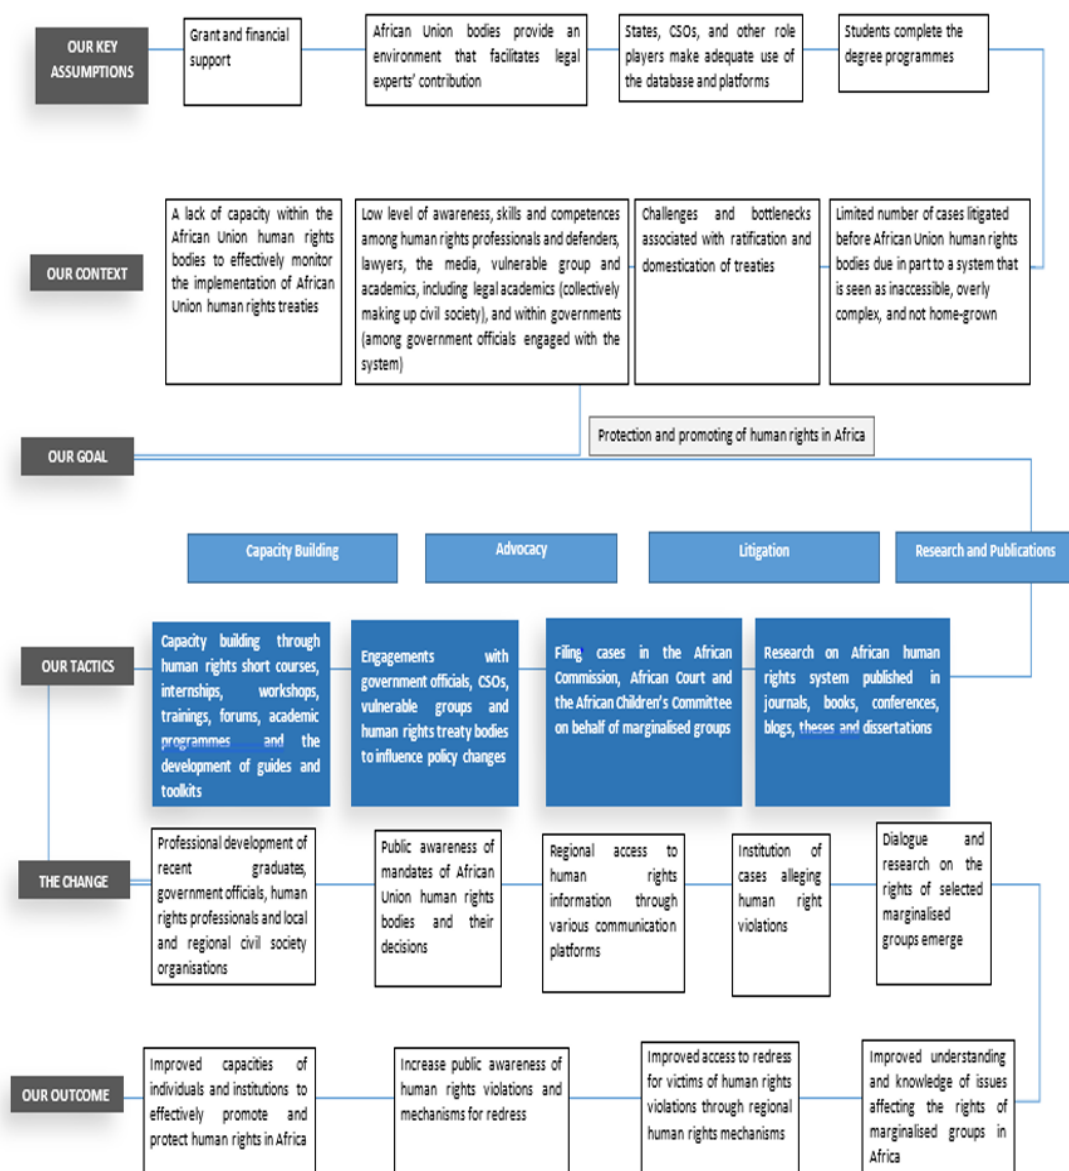 OUR KEY
ASSUMPTIONS
Grant and financial
support
African Union bodies provide an
environment that facilitates legal
experts' contribution
States, CSOs, and other role
players make adequate use of
the database and platforms
Students complete the
degree programmes
OUR CONTEXT
A lack of capacity within the
African Union human rights
bodies to effectively monitor
the implementation of African
Union human rights treaties
Low level of awareness, skills and competences
among human rights professionals and defenders,
lawyers, the media, vulnerable group and
academics, including legal academics (collectively
making up civil society), and within governments
(among government officials engaged with the
system)
Challenges and bottlenecks
associated with ratification and
domestication of treaties
Limited number of cases litigated
before African Union human rights
bodies due in part to a system that
is seen as inaccessible, overly
complex, and not home-grown
OUR GOAL
Protection and promoting of human rights in Africa
Capacity Building
Advocacy
Litigation
Research and Publications
OUR TACTICS
Capacity building through
human rights short courses,
internships, workshops,
trainings, forums, academic
programmes and the
development of guides and
toolkits
Engagements with
government officials, CSOs,
vulnerable groups and
human rights treaty bodies
to influence policy changes
Filing cases in the African
Commission, African Court and
the African Children's Committee
on behalf of marginalised groups
Research on African human
rights system published in
journals, books, conferences,
blogs, theses and dissertations
THE CHANGE
Professional development of
recent graduates,
government officials, human
rights professionals and local
and regional civil society
organisations
Public awareness of
mandates of African
Union human rights
bodies and their
decisions
Regional access to
human rights
information through
various communication
platforms
Institution of
cases alleging
human right
violations
Dialogue and
research on the
rights of selected
marginalised
groups emerge
OUR OUTCOME
Improved capacities of
individuals and institutions to
effectively promote and
protect human rights in Africa
Increase public awareness of
human rights violations and
mechanisms for redress
Improved access to redress
for victims of human rights
violations through regional
human rights mechanisms
Improved understanding
and knowledge of issues
affecting the rights of
marginalised groups in
Africa